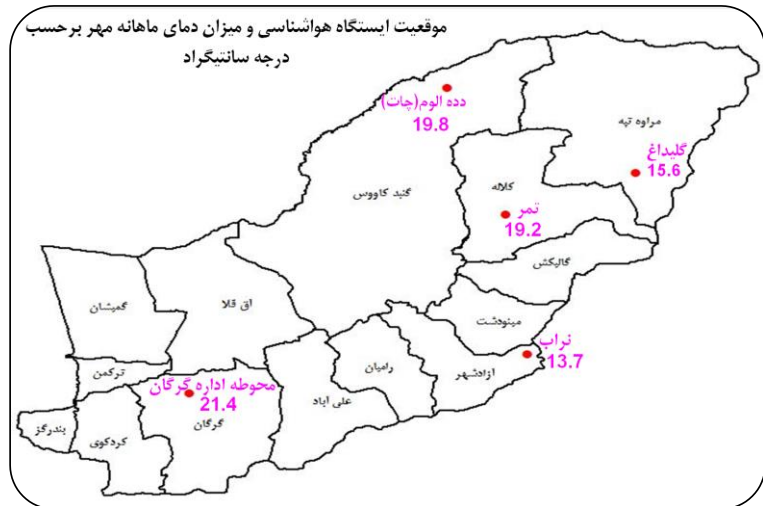 موقعیت ایستگاه هواشناسی و میزان دمای ماهانه مهر برحسب
درجه سانتیگراد
دده الوم(چات)
19.8
مراوه تپه
گلیداغ
15.6
کلاله
گنبد کاووس
تمر
19.2
گالیکش
اق قلا
گمیشان
مینودشت
نراب
13.7
رامیان
ازادشهر
ترکمن
محوطه اداره گرگان
21.4
علی آباد
گرگان
کردکوی
بندرگز